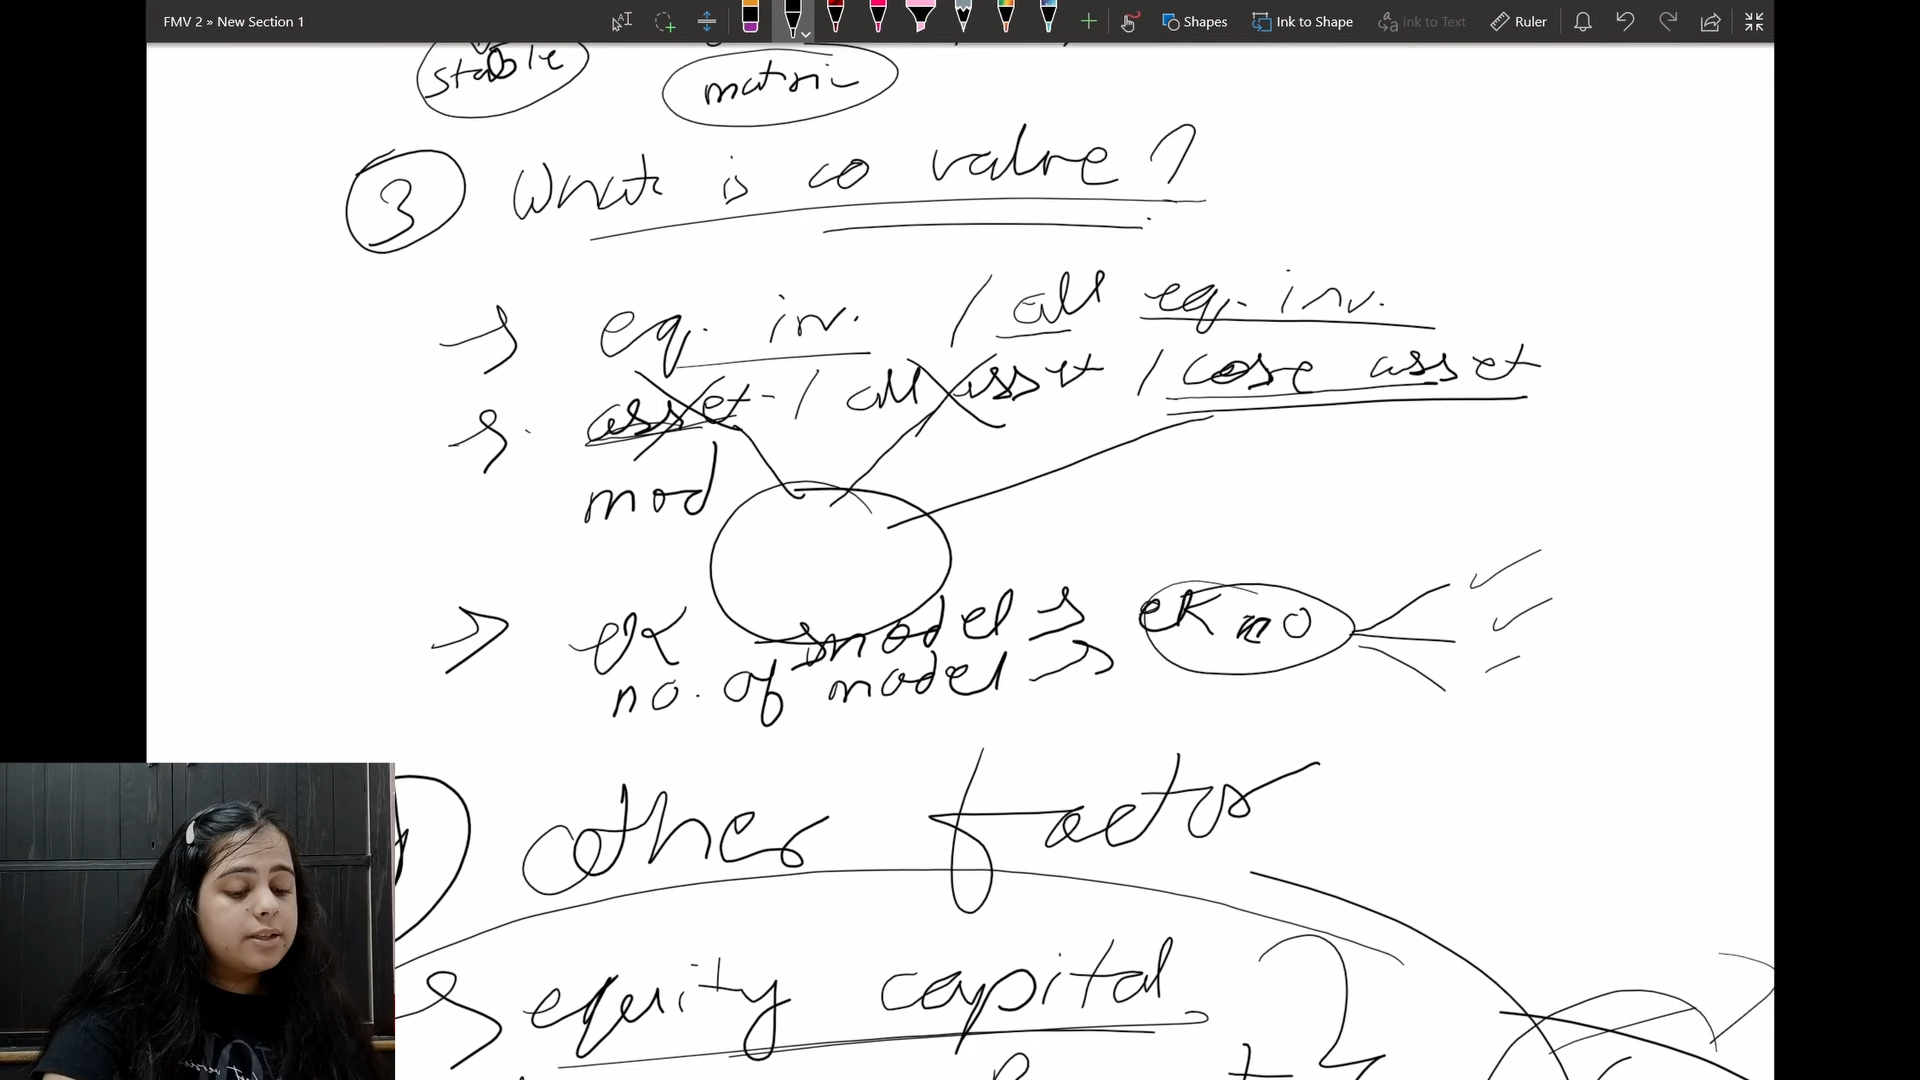 FMV 2 » New Section 1
Shapes Ink to Shape Ink to Text Ruler
stable matric
3 What is co value?
→ eq. inv. / all eq. inv.
→ asset / all asset / core asset
mod
→ ek model → ek no
no. of model →
other factor
→ equity capital